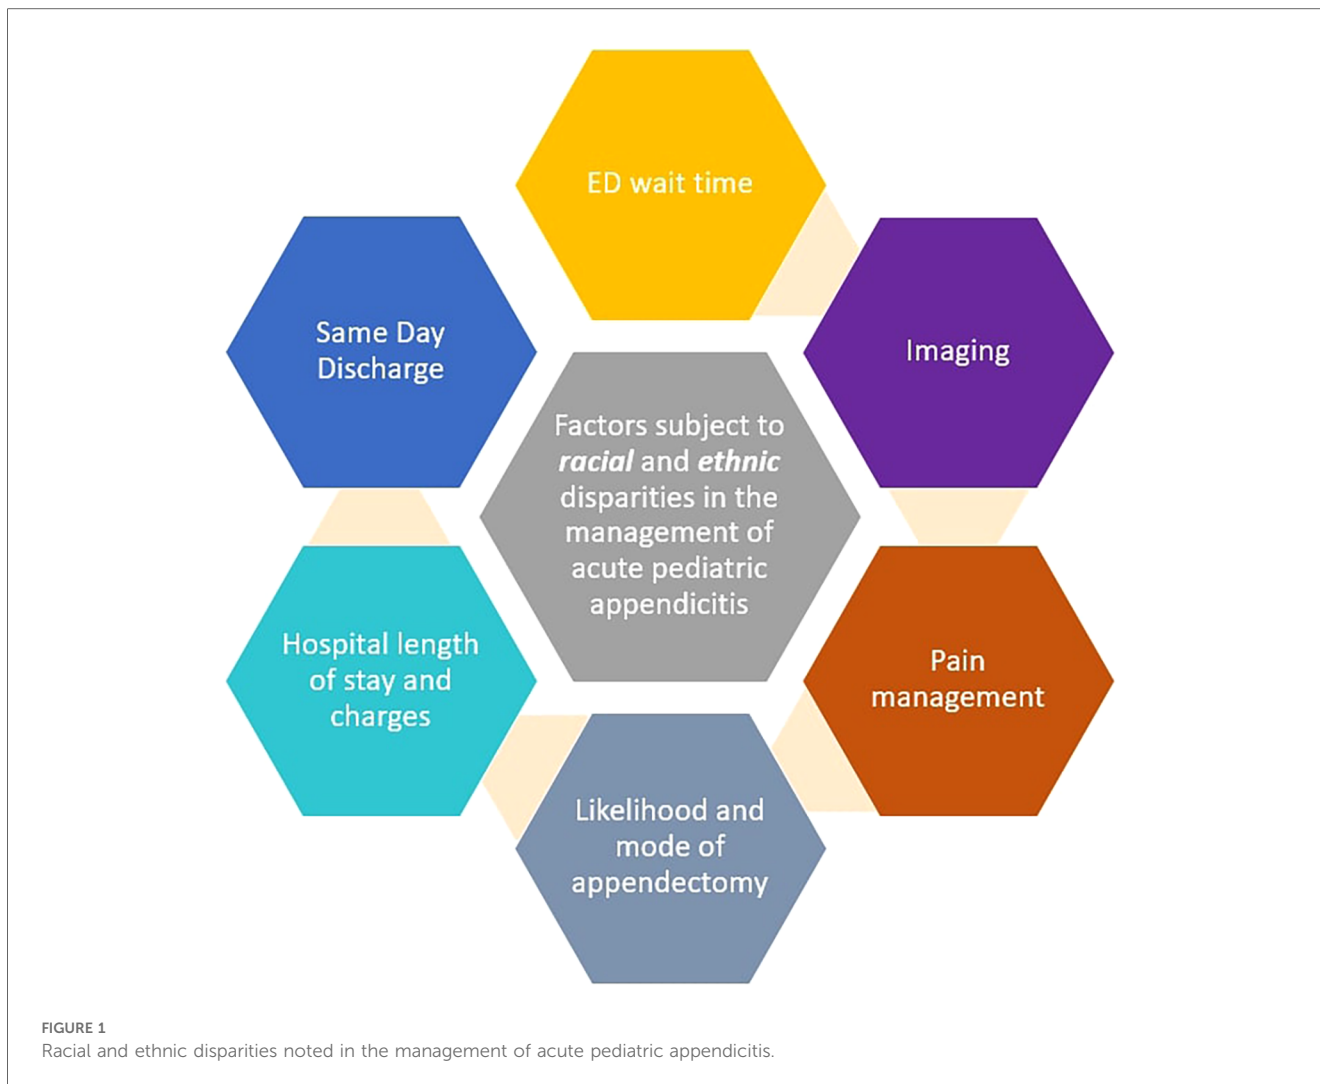 ED wait time
Imaging
Pain
management
Likelihood and
mode of
appendectomy
Hospital length
of stay and
charges
Same Day
Discharge
Factors subject to
racial and ethnic
disparities in the
management of
acute pediatric
appendicitis
FIGURE 1
Racial and ethnic disparities noted in the management of acute pediatric appendicitis.